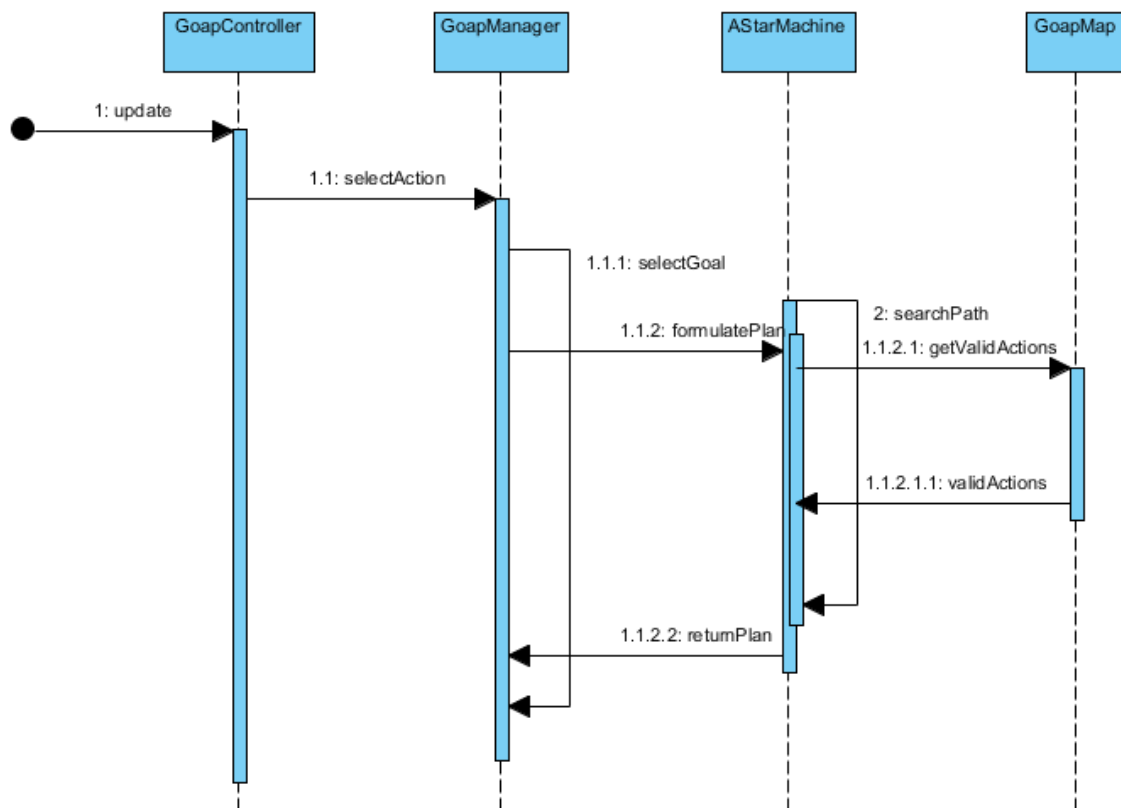 GoapController
GoapManager
AStarMachine
GoapMap
1: update
1.1: selectAction
1.1.1: selectGoal
2: searchPath
1.1.2: formulatePlan
1.1.2.1: getValidActions
1.1.2.1.1: validActions
1.1.2.2: returnPlan